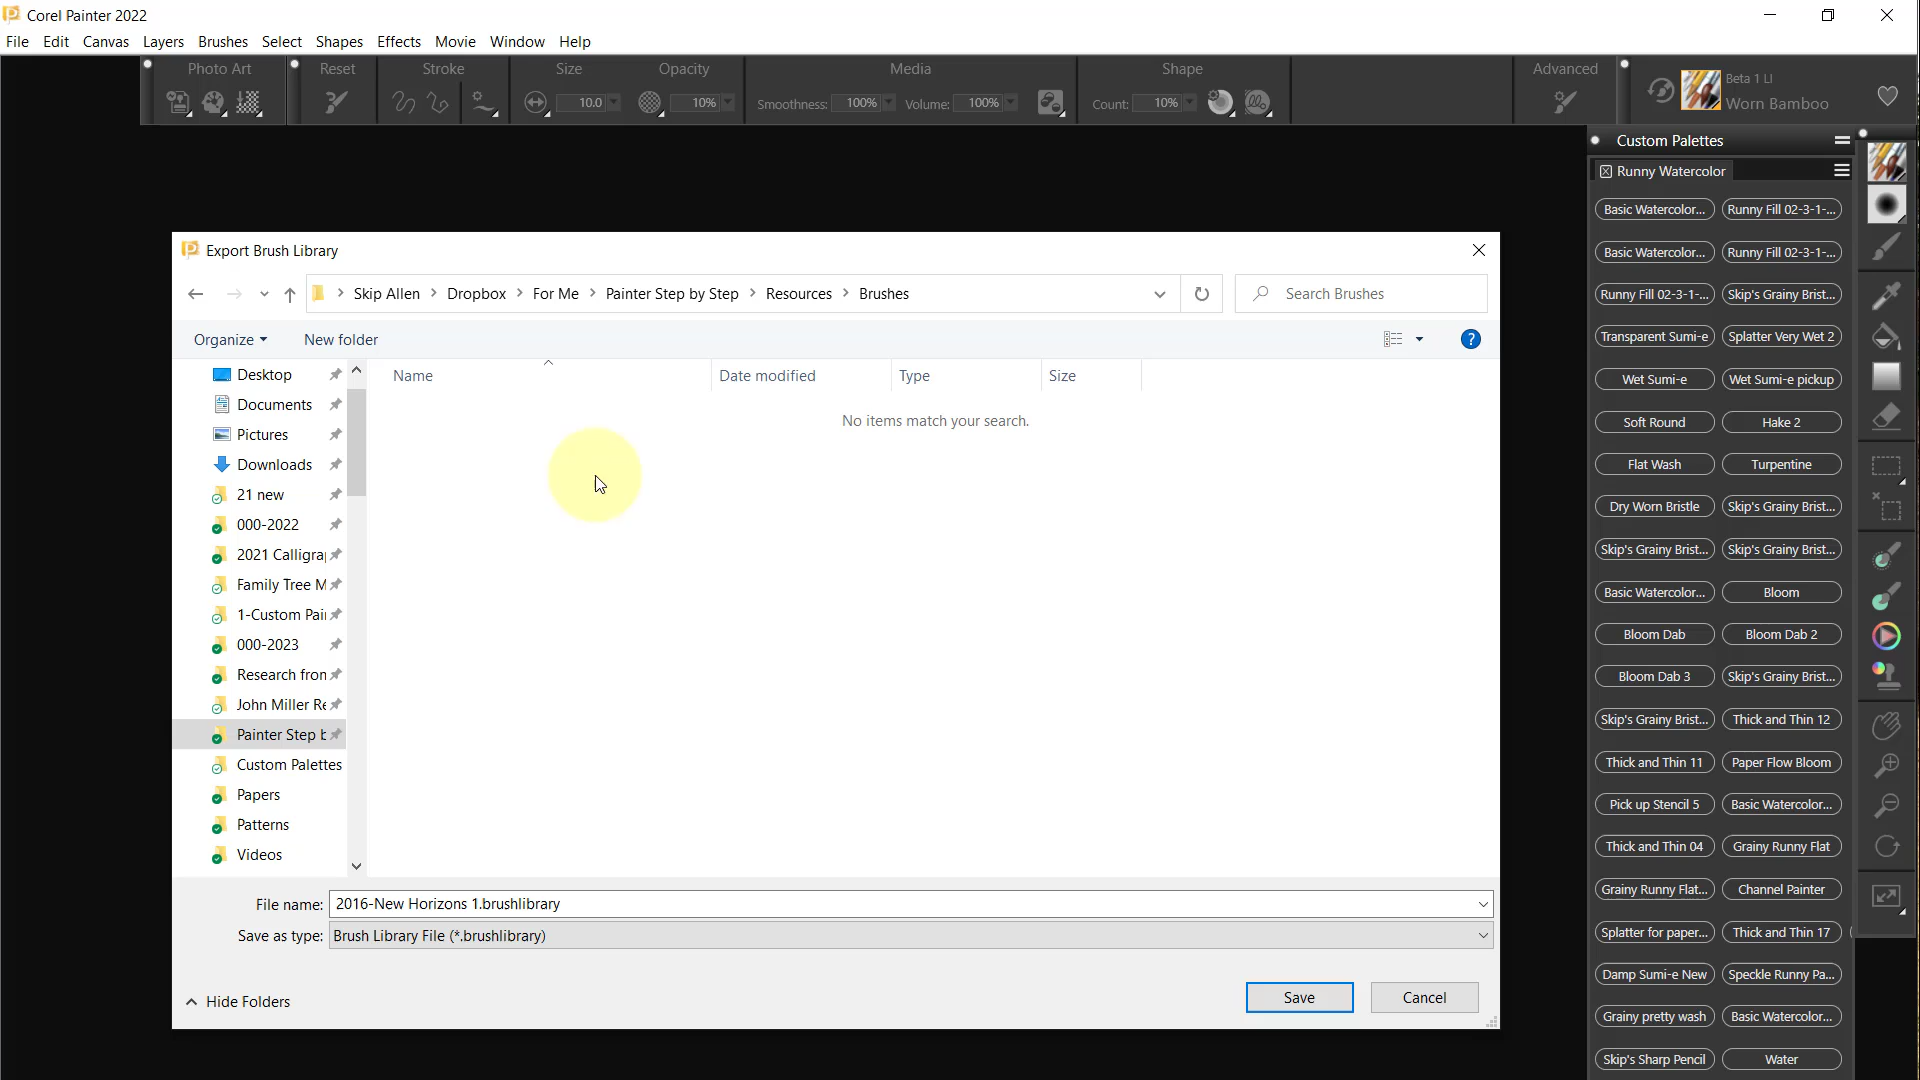 Corel Painter 2022
File Edit Canvas Layers Brushes Select Shapes Effects Movie Window Help
Photo Art Reset Stroke Size Opacity Media Shape Advanced
10.0 10% Smoothness: 100% Volume: 100% Count: 10%
Beta 1 LI
Worn Bamboo
Custom Palettes
Runny Watercolor
Basic Watercolor... Runny Fill 02-3-1-...
Basic Watercolor... Runny Fill 02-3-1-...
Runny Fill 02-3-1-... Skip's Grainy Brist...
Transparent Sumi-e Splatter Very Wet 2
Wet Sumi-e Wet Sumi-e pickup
Soft Round Hake 2
Flat Wash Turpentine
Dry Worn Bristle Skip's Grainy Brist...
Skip's Grainy Brist... Skip's Grainy Brist...
Basic Watercolor... Bloom
Bloom Dab Bloom Dab 2
Bloom Dab 3 Skip's Grainy Brist...
Skip's Grainy Brist... Thick and Thin 12
Thick and Thin 11 Paper Flow Bloom
Pick up Stencil 5 Basic Watercolor...
Thick and Thin 04 Grainy Runny Flat
Grainy Runny Flat... Channel Painter
Splatter for paper... Thick and Thin 17
Damp Sumi-e New Speckle Runny Pa...
Grainy pretty wash Basic Watercolor...
Skip's Sharp Pencil Water
Export Brush Library
Skip Allen > Dropbox > For Me > Painter Step by Step > Resources > Brushes
Search Brushes
Organize New folder
Name Date modified Type Size
No items match your search.
Desktop
Documents
Pictures
Downloads
21 new
000-2022
2021 Calligra
Family Tree M
1-Custom Pai
000-2023
Research from
John Miller Re
Painter Step b
Custom Palettes
Papers
Patterns
Videos
File name: 2016-New Horizons 1.brushlibrary
Save as type: Brush Library File (*.brushlibrary)
Hide Folders
Save Cancel